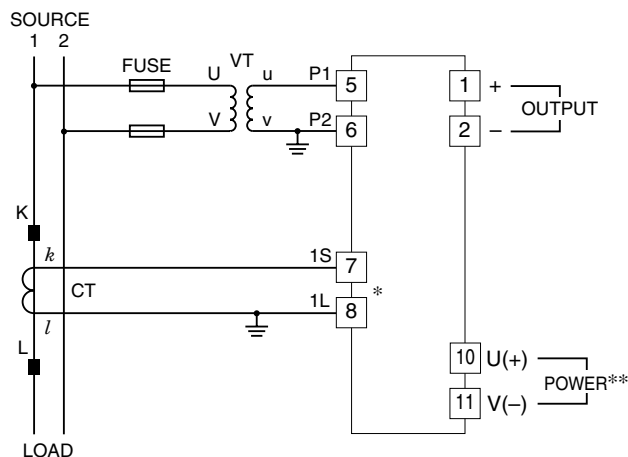 SOURCE
1 2
FUSE
VT
U u P1 5
1 +
OUTPUT
V v P2 6
2 –
K
k 1S 7
CT
*
l 1L 8
L
10 U(+)
POWER**
11 V(–)
LOAD